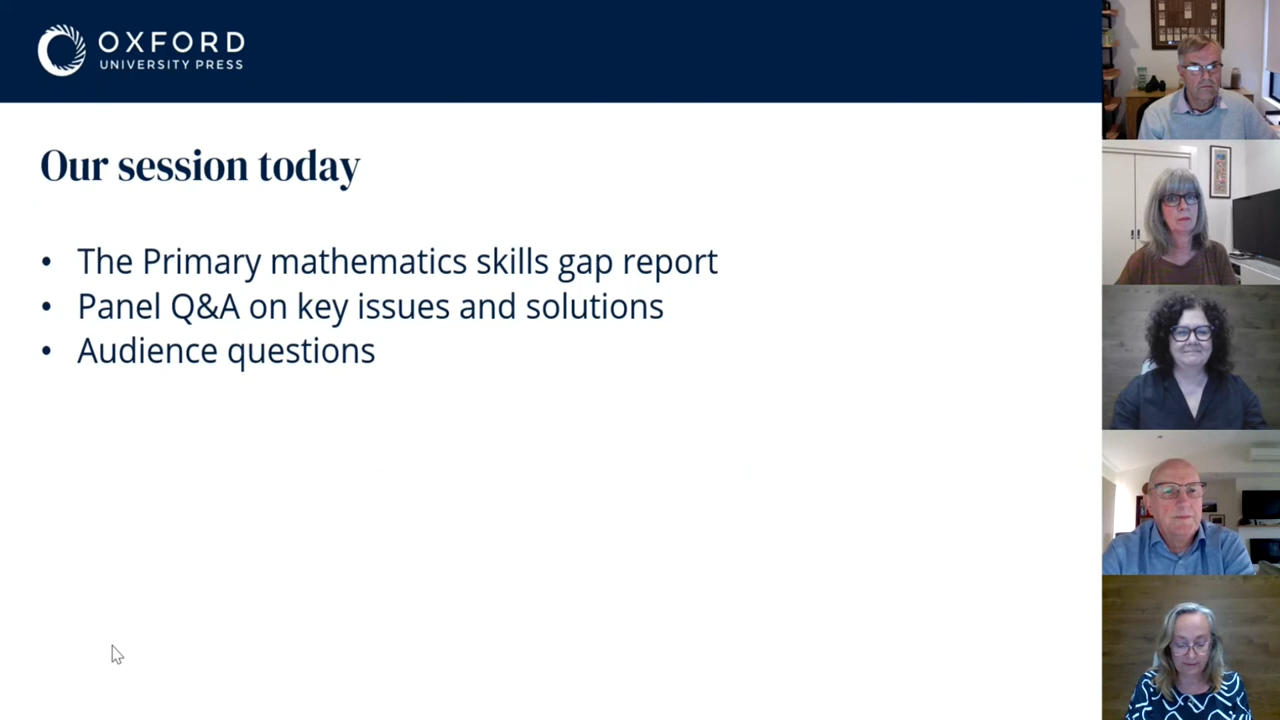 OXFORD
UNIVERSITY PRESS
Our session today
• The Primary mathematics skills gap report
• Panel Q&A on key issues and solutions
• Audience questions